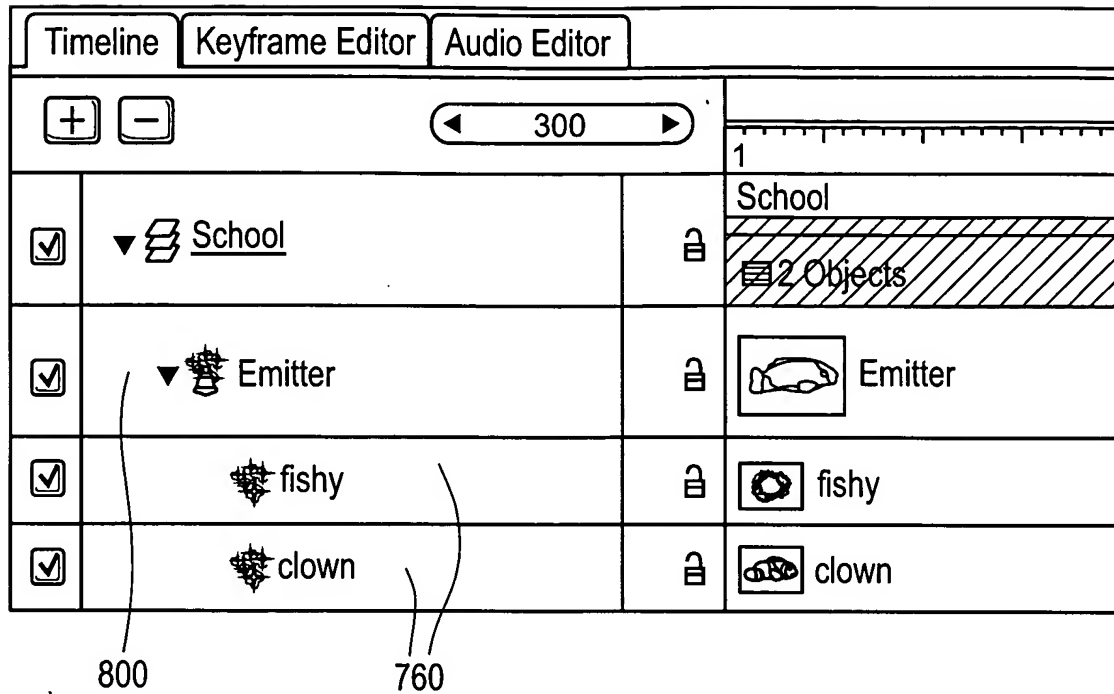 Timeline Keyframe Editor Audio Editor
+ - 300
1
School
School
2 Objects
Emitter Emitter
fishy fishy
clown clown
800 760